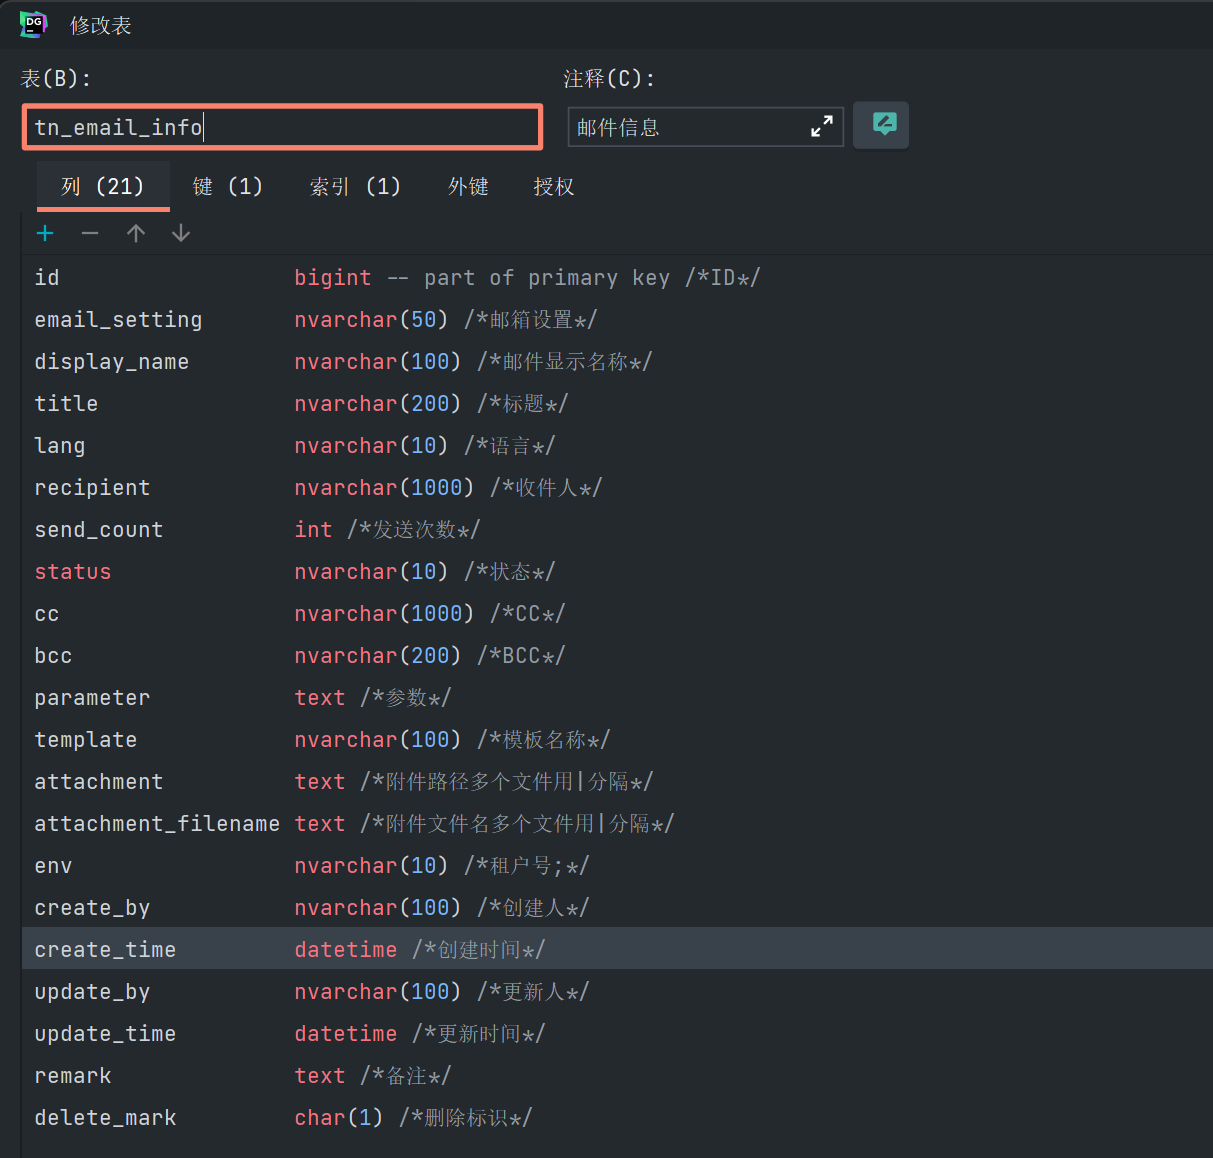 DG 修改表
表(B): 注释(C):
tn_email_info 邮件信息
列 (21) 键 (1) 索引 (1) 外键 授权
id bigint -- part of primary key /*ID*/
email_setting nvarchar(50) /*邮箱设置*/
display_name nvarchar(100) /*邮件显示名称*/
title nvarchar(200) /*标题*/
lang nvarchar(10) /*语言*/
recipient nvarchar(1000) /*收件人*/
send_count int /*发送次数*/
status nvarchar(10) /*状态*/
cc nvarchar(1000) /*CC*/
bcc nvarchar(200) /*BCC*/
parameter text /*参数*/
template nvarchar(100) /*模板名称*/
attachment text /*附件路径多个文件用|分隔*/
attachment_filename text /*附件文件名多个文件用|分隔*/
env nvarchar(10) /*租户号;*/
create_by nvarchar(100) /*创建人*/
create_time datetime /*创建时间*/
update_by nvarchar(100) /*更新人*/
update_time datetime /*更新时间*/
remark text /*备注*/
delete_mark char(1) /*删除标识*/